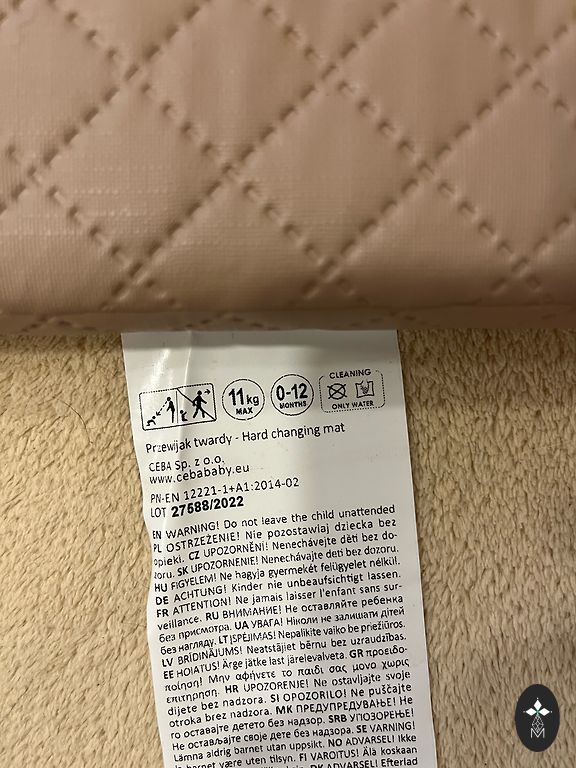 11 kg
MAX
0-12
MONTHS
CLEANING
ONLY WATER
Przewijak twardy - Hard changing mat
CEBA Sp. z o.o.
www.cebababy.eu
PN-EN 12221-1+A1:2014-02
LOT 27588/2022
EN WARNING! Do not leave the child unattended
PL OSTRZEŻENIE! Nie pozostawiaj dziecka bez
opieki. CZ UPOZORNĚNÍ! Nenechávejte děti bez do-
zoru. SK UPOZORNENIE! Nenechávajte deti bez dozoru.
HU FIGYELEM! Ne hagyja gyermekét felügyelet nélkül.
DE ACHTUNG! Kinder nie unbeaufsichtigt lassen.
FR ATTENTION! Ne jamais laisser l'enfant sans sur-
veillance. RU ВНИМАНИЕ! Не оставляйте ребенка
без присмотра. UA УВАГА! Ніколи не залишати дітей
без нагляду. LT ĮSPĖJIMAS! Nepalikite vaiko be priežiūros.
LV BRĪDINĀJUMS! Neatstājiet bērnu bez uzraudzības.
EE HOIATUS! Ärge jätke last järelevalveta. GR προειδο-
ποίηση! Μην αφήνετε το παιδί σας μόνο χωρίς
επιτηρηση. HR UPOZORENJE! Ne ostavljajte svoje
dijete bez nadzora. SI OPOZORILO! Ne puščajte
otroka brez nadzora. MK ПРЕДУПРЕДУВАЊЕ! Не
го оставајте детето без надзор. SRB УПОЗОРЕЊЕ!
Не остављајте своје дете без надзора. SE VARNING!
Lämna aldrig barnet utan uppsikt. NO ADVARSEL! Ikke
la barnet være uten tilsyn. FI VAROITUS! Älä koskaan
DK ADVARSEL! Efterlad
M